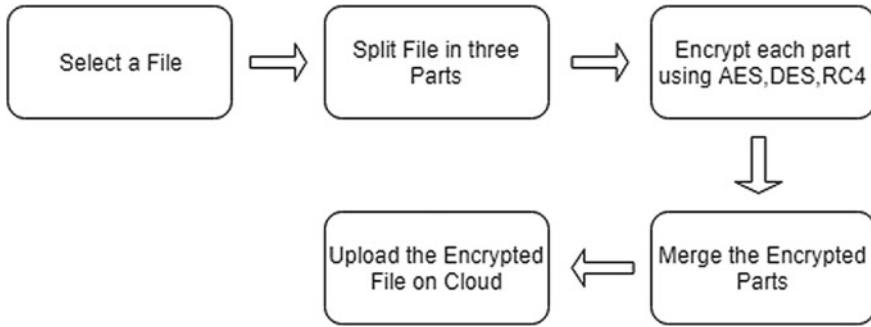 Select a File
Split File in three
Parts
Encrypt each part
using AES,DES,RC4
Merge the Encrypted
Parts
Upload the Encrypted
File on Cloud